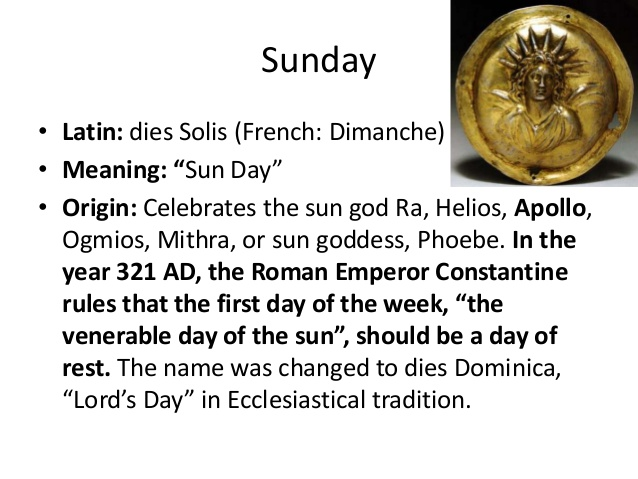 Sunday
• Latin: dies Solis (French: Dimanche)
• Meaning: “Sun Day”
• Origin: Celebrates the sun god Ra, Helios, Apollo,
Ogmios, Mithra, or sun goddess, Phoebe. In the
year 321 AD, the Roman Emperor Constantine
rules that the first day of the week, “the
venerable day of the sun”, should be a day of
rest. The name was changed to dies Dominica,
“Lord’s Day” in Ecclesiastical tradition.